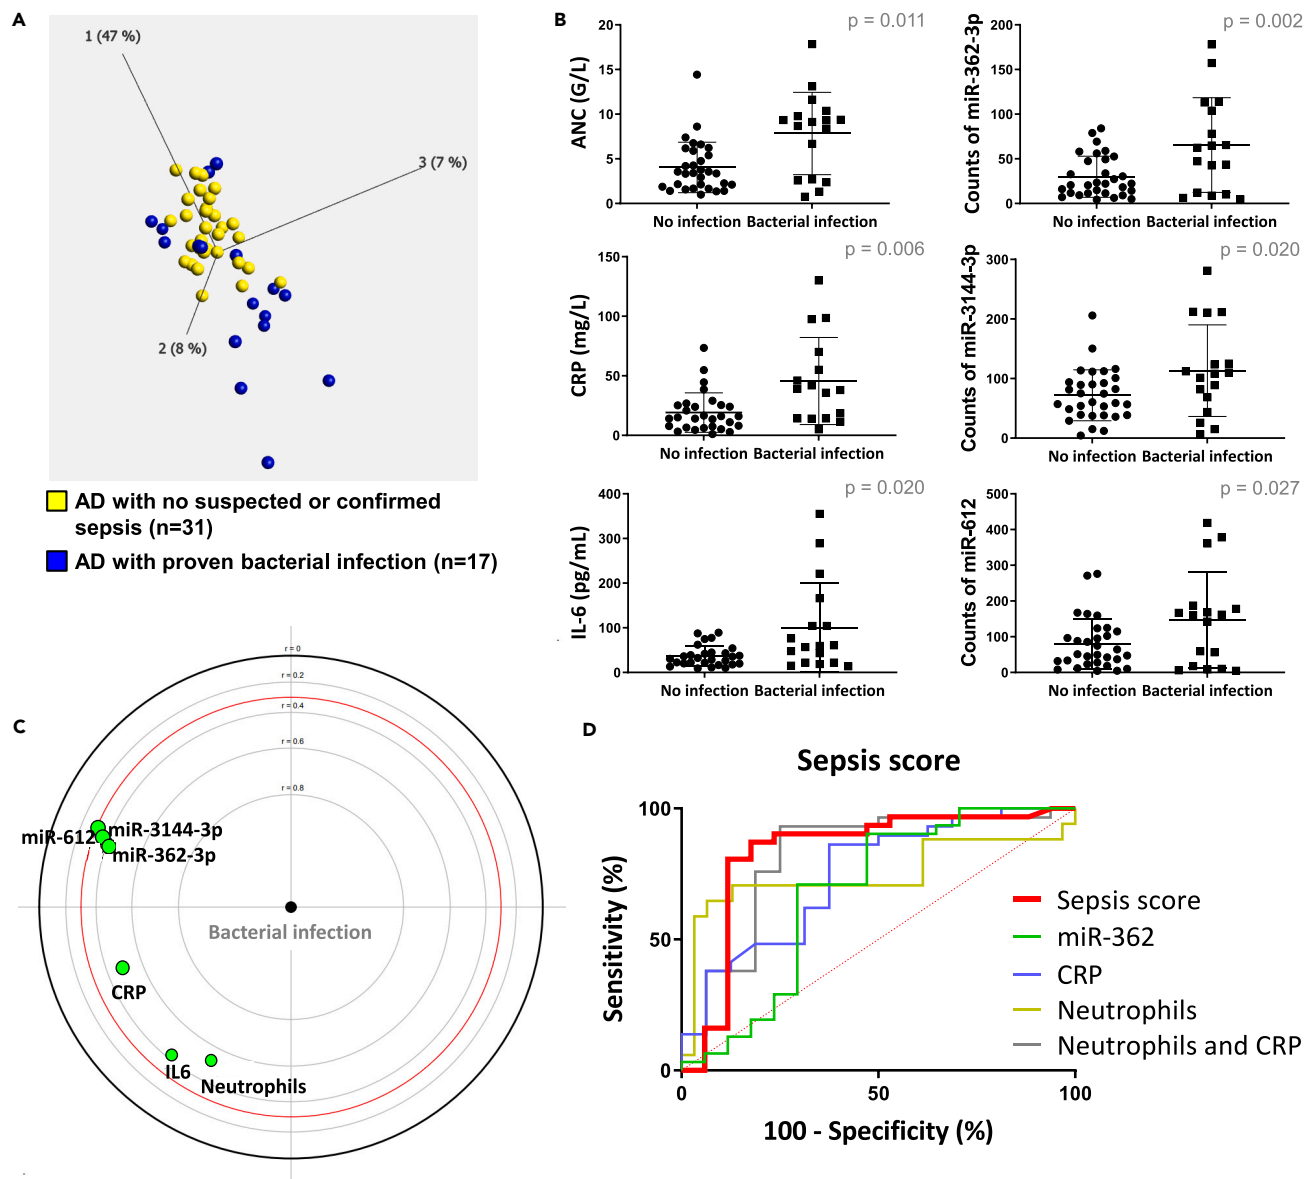 A
1 (47 %)
3 (7 %)
2 (8 %)
AD with no suspected or confirmed
sepsis (n=31)
AD with proven bacterial infection (n=17)
B
p = 0.011
ANC (G/L)
20
15
10
5
0
No infection
Bacterial infection
p = 0.002
Counts of miR-362-3p
200
150
100
50
0
No infection
Bacterial infection
p = 0.006
CRP (mg/L)
150
100
50
0
No infection
Bacterial infection
p = 0.020
Counts of miR-3144-3p
300
200
100
0
No infection
Bacterial infection
p = 0.020
IL-6 (pg/mL)
400
300
200
100
0
No infection
Bacterial infection
p = 0.027
Counts of miR-612
500
400
300
200
100
0
No infection
Bacterial infection
C
r = 0
r = 0.2
r = 0.4
r = 0.6
r = 0.8
miR-3144-3p
miR-612
miR-362-3p
Bacterial infection
CRP
IL6
Neutrophils
D
Sepsis score
Sensitivity (%)
100
50
0
0
50
100
100 - Specificity (%)
Sepsis score
miR-362
CRP
Neutrophils
Neutrophils and CRP